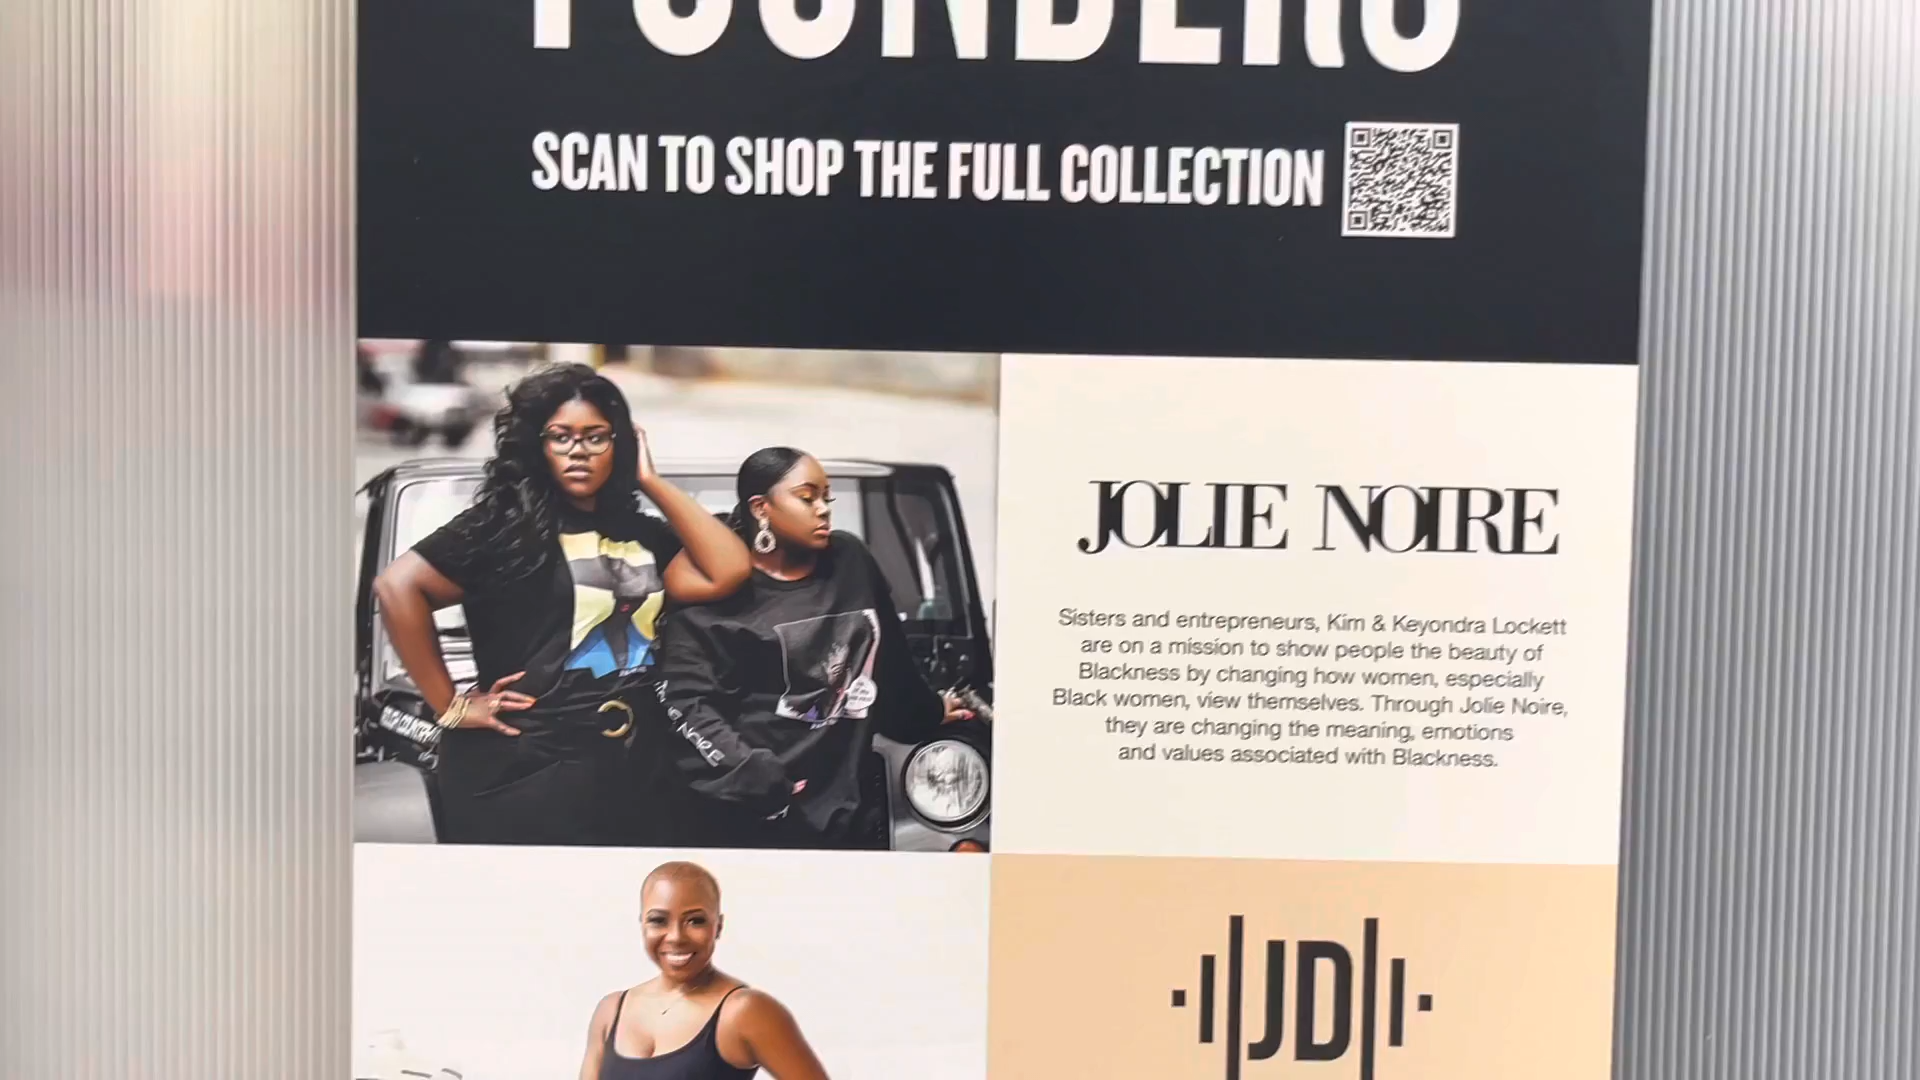 FOUNDERS
SCAN TO SHOP THE FULL COLLECTION
JOLIE NOIRE
Sisters and entrepreneurs, Kim & Keyondra Lockett
are on a mission to show people the beauty of
Blackness by changing how women, especially
Black women, view themselves. Through Jolie Noire,
they are changing the meaning, emotions
and values associated with Blackness.
JD